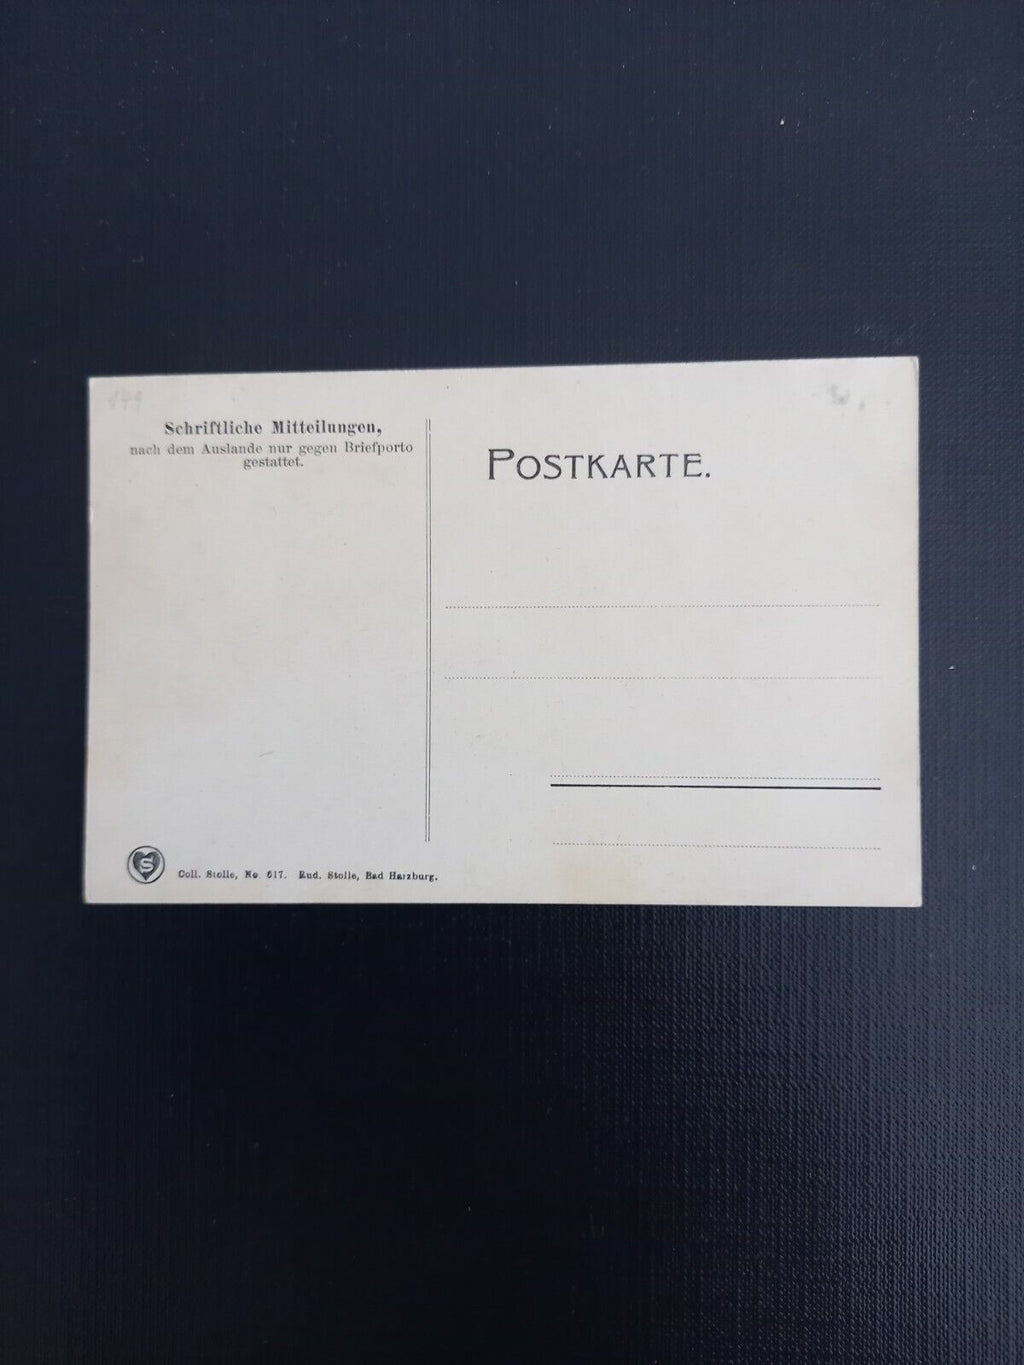 Schriftliche Mitteilungen,
nach dem Auslande nur gegen Briefporto
gestattet.
POSTKARTE.
S
Coll. Stolle, No. 617. Rud. Stolle, Bad Harzburg.